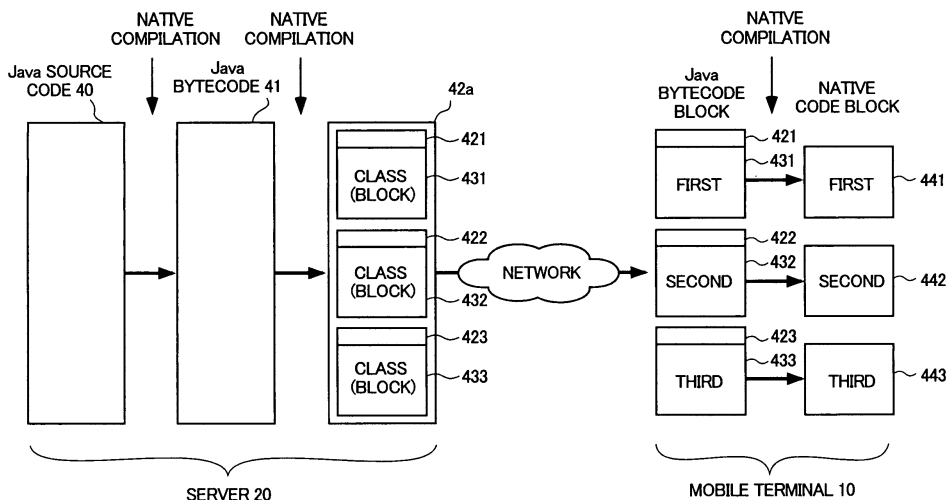 NATIVE
COMPILATION
NATIVE
COMPILATION
NATIVE
COMPILATION
Java SOURCE
CODE 40
Java
BYTECODE 41
42a
Java
BYTECODE
BLOCK
NATIVE
CODE BLOCK
421
CLASS
(BLOCK)
431
422
CLASS
(BLOCK)
432
423
CLASS
(BLOCK)
433
NETWORK
421
431
FIRST
FIRST
441
422
432
SECOND
SECOND
442
423
433
THIRD
THIRD
443
SERVER 20
MOBILE TERMINAL 10